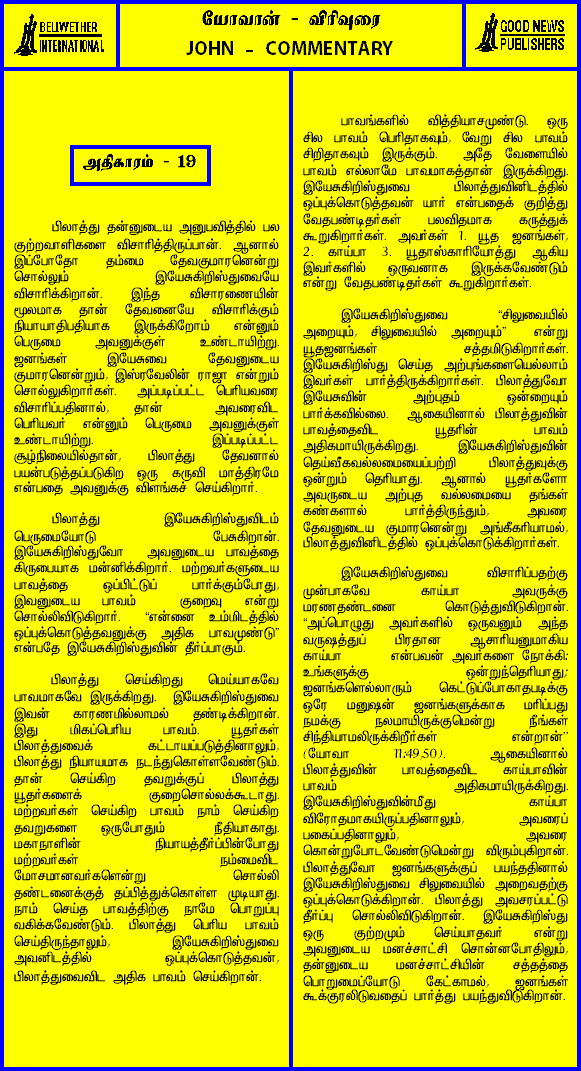 BELLWETHER
INTERNATIONAL
யோவான் - விரிவுரை
JOHN - COMMENTARY
GOOD NEWS
PUBLISHERS
அதிகாரம் - 19
பிலாத்து தன்னுடைய அனுபவித்தில் பல
குற்றவாளிகளை விசாரித்திருப்பான். ஆனால்
இப்போதோ தம்மை தேவகுமாரனென்று
சொல்லும் இயேசுகிறிஸ்துவையே
விசாரிக்கிறான். இந்த விசாரணையின்
மூலமாக தான் தேவனையே விசாரிக்கும்
நியாயாதிபதியாக இருக்கிறோம் என்னும்
பெருமை அவனுக்குள் உண்டாயிற்று.
ஜனங்கள் இயேசுவை தேவனுடைய
குமாரனென்றும், இஸ்ரவேலின் ராஜா என்றும்
சொல்லுகிறார்கள். அப்படிப்பட்ட பெரியவரை
விசாரிப்பதினால், தான் அவரைவிட
பெரியவர் என்னும் பெருமை அவனுக்குள்
உண்டாயிற்று. இப்படிப்பட்ட
சூழ்நிலையில்தான், பிலாத்து தேவனால்
பயன்படுத்தப்படுகிற ஒரு கருவி மாத்திரமே
என்பதை அவனுக்கு விளங்கச் செய்கிறார்.
பிலாத்து இயேசுகிறிஸ்துவிடம்
பெருமையோடு பேசுகிறான்.
இயேசுகிறிஸ்துவோ அவனுடைய பாவத்தை
கிருபையாக மன்னிக்கிறார். மற்றவர்களுடைய
பாவத்தை ஒப்பிட்டுப் பார்க்கும்போது,
இவனுடைய பாவம் குறைவு என்று
சொல்லிவிடுகிறார். “என்னை உம்மிடத்தில்
ஒப்புக்கொடுத்தவனுக்கு அதிக பாவமுண்டு”
என்பதே இயேசுகிறிஸ்துவின் தீர்ப்பாகும்.
பிலாத்து செய்கிறது மெய்யாகவே
பாவமாகவே இருக்கிறது. இயேசுகிறிஸ்துவை
இவன் காரணமில்லாமல் தண்டிக்கிறான்.
இது மிகப்பெரிய பாவம். யூதர்கள்
பிலாத்துவைக் கட்டாயப்படுத்தினாலும்,
பிலாத்து நியாயமாக நடந்துகொள்ளவேண்டும்.
தான் செய்கிற தவறுக்குப் பிலாத்து
யூதர்களைக் குறைசொல்லக்கூடாது.
மற்றவர்கள் செய்கிற பாவம் நாம் செய்கிற
தவறுகளை ஒருபோதும் நீதியாகாது.
மகாநாளின் நியாயத்தீர்ப்பின்போது
மற்றவர்கள் நம்மைவிட
மோசமானவர்களென்று சொல்லி
தண்டனைக்குத் தப்பித்துக்கொள்ள முடியாது.
நாம் செய்த பாவத்திற்கு நாமே பொறுப்பு
வகிக்கவேண்டும். பிலாத்து பெரிய பாவம்
செய்திருந்தாலும், இயேசுகிறிஸ்துவை
அவனிடத்தில் ஒப்புக்கொடுத்தவன்,
பிலாத்துவைவிட அதிக பாவம் செய்கிறான்.
பாவங்களில் வித்தியாசமுண்டு. ஒரு
சில பாவம் பெரிதாகவும், வேறு சில பாவம்
சிறிதாகவும் இருக்கும். அதே வேளையில்
பாவம் எல்லாமே பாவமாகத்தான் இருக்கிறது.
இயேசுகிறிஸ்துவை பிலாத்துவினிடத்தில்
ஒப்புக்கொடுத்தவன் யார் என்பதைக் குறித்து
வேதபண்டிதர்கள் பலவிதமாக கருத்துக்
கூறுகிறார்கள். அவர்கள் 1. யூத ஜனங்கள்,
2. காய்பா 3. யூதாஸ்காரியோத்து ஆகிய
இவர்களில் ஒருவனாக இருக்கவேண்டும்
என்று வேதபண்டிதர்கள் கூறுகிறார்கள்.
இயேசுகிறிஸ்துவை “சிலுவையில்
அறையும், சிலுவையில் அறையும்” என்று
யூதஜனங்கள் சத்தமிடுகிறார்கள்.
இயேசுகிறிஸ்து செய்த அற்புங்களையெல்லாம்
இவர்கள் பார்த்திருக்கிறார்கள். பிலாத்துவோ
இயேசுவின் அற்புதம் ஒன்றையும்
பார்க்கவில்லை. ஆகையினால் பிலாத்துவின்
பாவத்தைவிட யூதரின் பாவம்
அதிகமாயிருக்கிறது. இயேசுகிறிஸ்துவின்
தெய்வீகவல்லமையைப்பற்றி பிலாத்துவுக்கு
ஒன்றும் தெரியாது. ஆனால் யூதர்களோ
அவருடைய அற்புத வல்லமையை தங்கள்
கண்களால் பார்த்திருந்தும், அவரை
தேவனுடைய குமாரனென்று அங்கீகரியாமல்,
பிலாத்துவினிடத்தில் ஒப்புக்கொடுக்கிறார்கள்.
இயேசுகிறிஸ்துவை விசாரிப்பதற்கு
முன்பாகவே காய்பா அவருக்கு
மரணதண்டனை கொடுத்துவிடுகிறான்.
“அப்பொழுது அவர்களில் ஒருவனும் அந்த
வருஷத்துப் பிரதான ஆசாரியனுமாகிய
காய்பா என்பவன் அவர்களை நோக்கி:
உங்களுக்கு ஒன்றுந்தெரியாது;
ஜனங்களெல்லாரும் கெட்டுப்போகாதபடிக்கு
ஒரே மனுஷன் ஜனங்களுக்காக மரிப்பது
நமக்கு நலமாயிருக்குமென்று நீங்கள்
சிந்தியாமலிருக்கிறீர்கள் என்றான்”
(யோவா 11:49,50). ஆகையினால்
பிலாத்துவின் பாவத்தைவிட காய்பாவின்
பாவம் அதிகமாயிருக்கிறது.
இயேசுகிறிஸ்துவின்மீது காய்பா
விரோதமாகயிருப்பதினாலும், அவரைப்
பகைப்பதினாலும், அவரை
கொன்றுபோடவேண்டுமென்று விரும்புகிறான்.
பிலாத்துவோ ஜனங்களுக்குப் பயந்ததினால்
இயேசுகிறிஸ்துவை சிலுவையில் அறைவதற்கு
ஒப்புக்கொடுக்கிறான். பிலாத்து அவசரப்பட்டு
தீர்ப்பு சொல்லிவிடுகிறான். இயேசுகிறிஸ்து
ஒரு குற்றமும் செய்யாதவர் என்று
அவனுடைய மனச்சாட்சி சொன்னபோதிலும்,
தன்னுடைய மனச்சாட்சியின் சத்தத்தை
பொறுமைப்யோடு கேட்காமல், ஜனங்கள்
கூக்குரலிடுவதைப் பார்த்து பயந்துவிடுகிறான்.